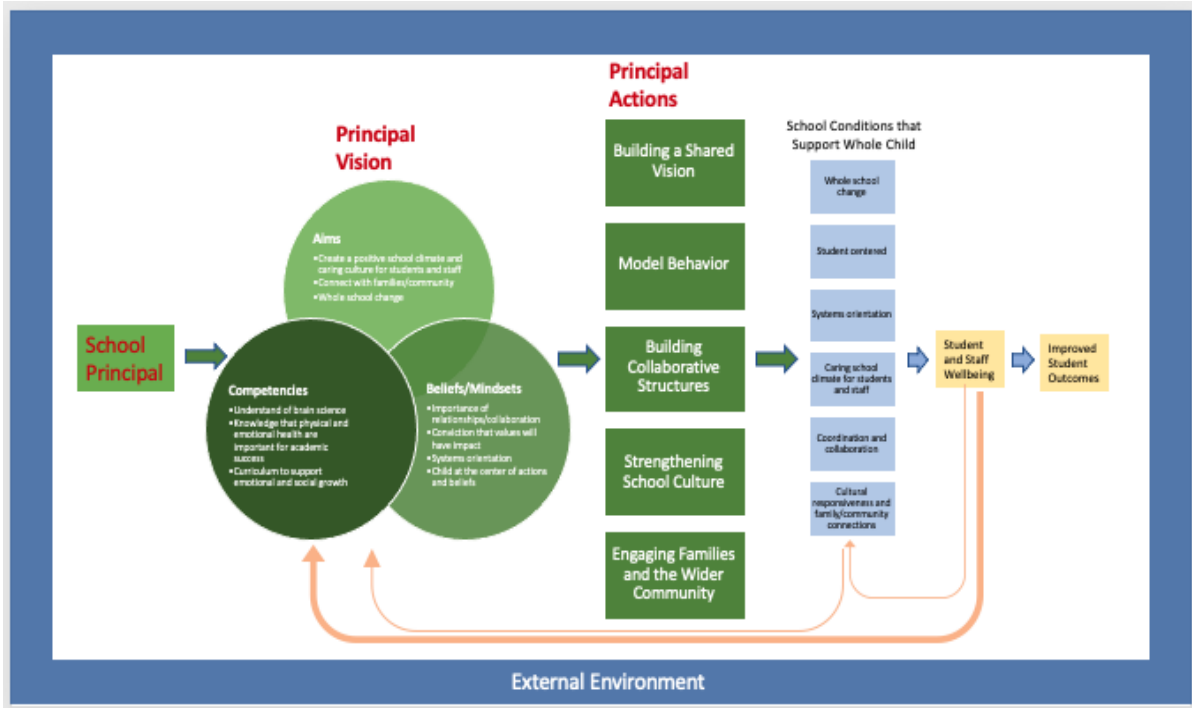 Principal
Vision
Aims
• Create a positive school climate and
caring culture for students and staff
• Connect with families/community
• Whole school change
School
Principal
Competencies
• Understand of brain science
• Knowledge that physical and
emotional health are
important for academic
success
• Curriculum to support
emotional and social growth
Beliefs/Mindsets
• Importance of
relationships/collaboration
• Conviction that values will
have impact
• Systems orientation
• Child at the center of actions
and beliefs
Principal
Actions
Building a Shared
Vision
Model Behavior
Building
Collaborative
Structures
Strengthening
School Culture
Engaging Families
and the Wider
Community
School Conditions that
Support Whole Child
Whole school
change
Student centered
Systems orientation
Caring school
climate for students
and staff
Coordination and
collaboration
Cultural
responsiveness and
family/community
connections
Student
and Staff
Wellbeing
Improved
Student
Outcomes
External Environment